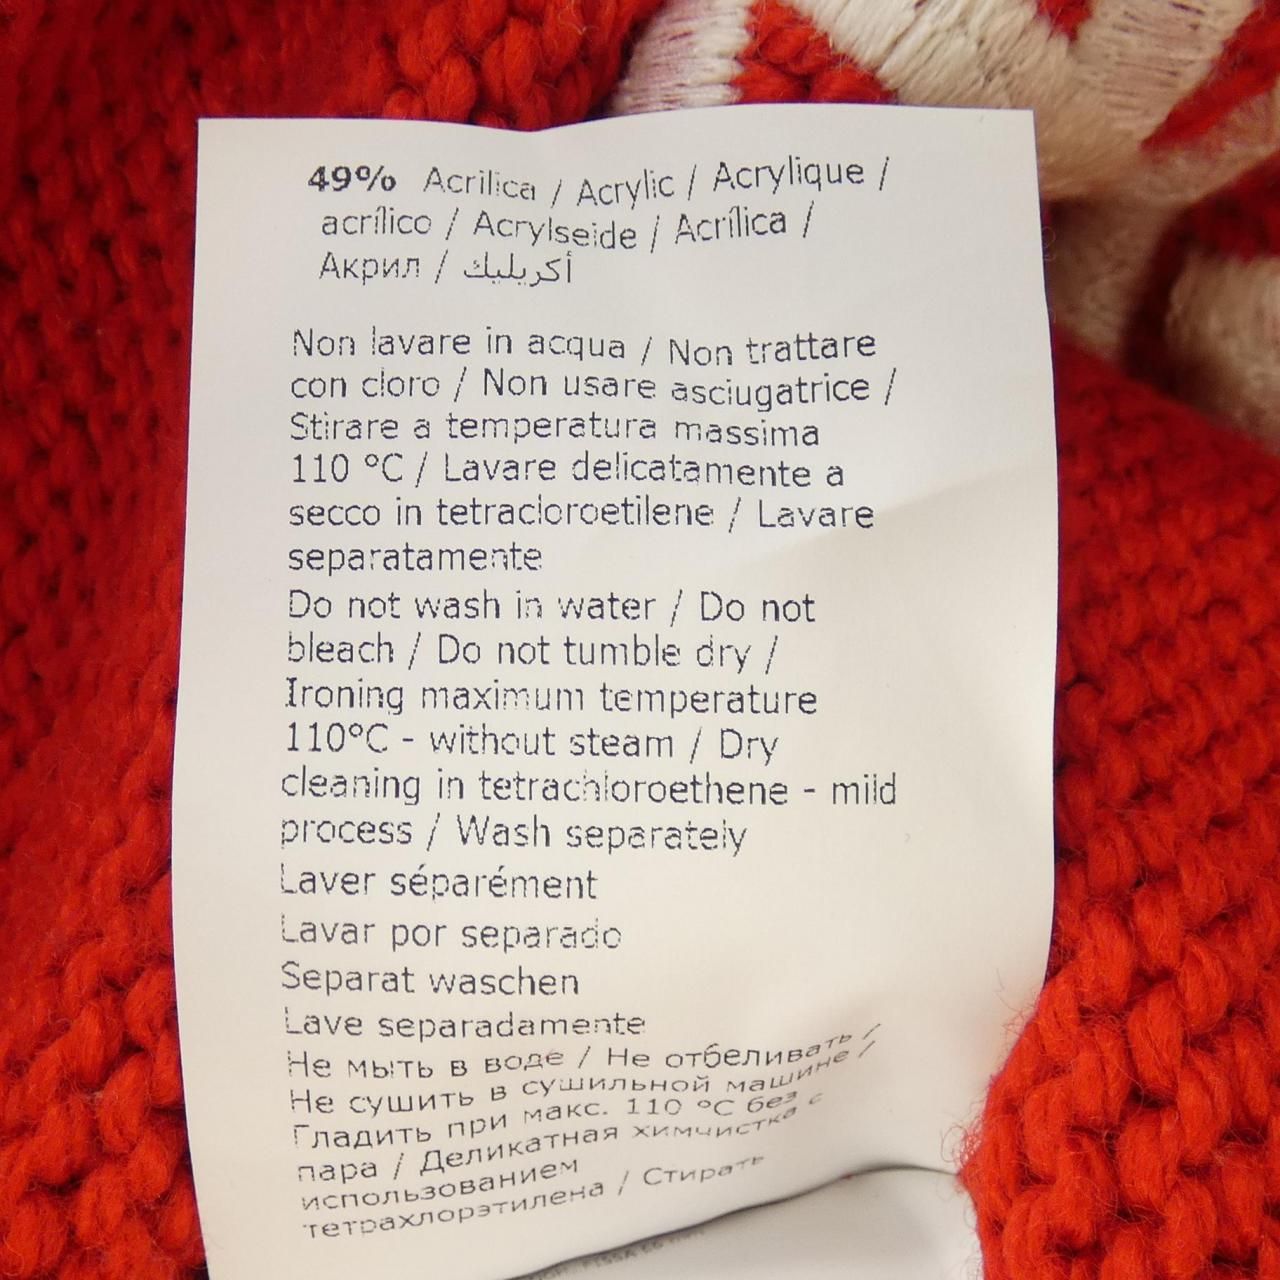 49% Acrilica / Acrylic / Acrylique /
acrílico / Acrylseide / Acrílica /
Акрил / أكريليك
Non lavare in acqua / Non trattare
con cloro / Non usare asciugatrice /
Stirare a temperatura massima
110 °C / Lavare delicatamente a
secco in tetracloroetilene / Lavare
separatamente
Do not wash in water / Do not
bleach / Do not tumble dry /
Ironing maximum temperature
110°C - without steam / Dry
cleaning in tetrachloroethene - mild
process / Wash separately
Laver séparément
Lavar por separado
Separat waschen
Lave separadamente
Не мыть в воде / Не отбеливать /
Не сушить в сушильной машине /
Гладить при макс. 110 °C без
пара / Деликатная химчистка с
использованием
тетрахлорэтилена / Стирать